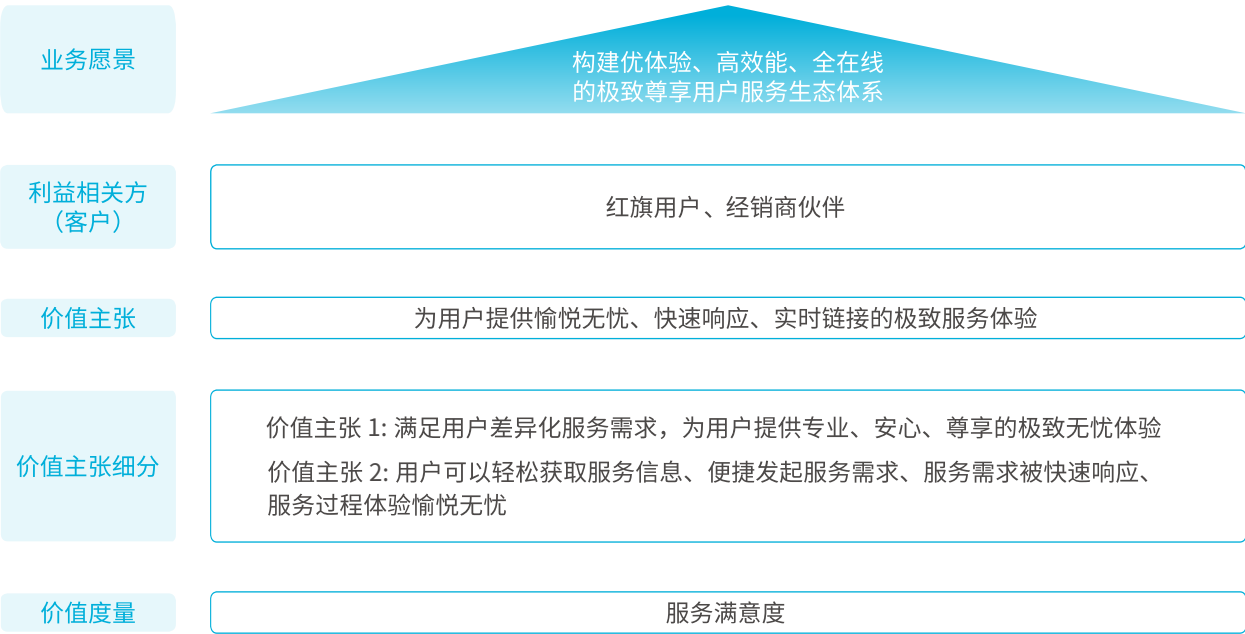 业务愿景
构建优体验、高效能、全在线
的极致尊享用户服务生态体系
利益相关方
（客户）
红旗用户、经销商伙伴
价值主张
为用户提供愉悦无忧、快速响应、实时链接的极致服务体验
价值主张细分
价值主张 1: 满足用户差异化服务需求，为用户提供专业、安心、尊享的极致无忧体验
价值主张 2: 用户可以轻松获取服务信息、便捷发起服务需求、服务需求被快速响应、
服务过程体验愉悦无忧
价值度量
服务满意度